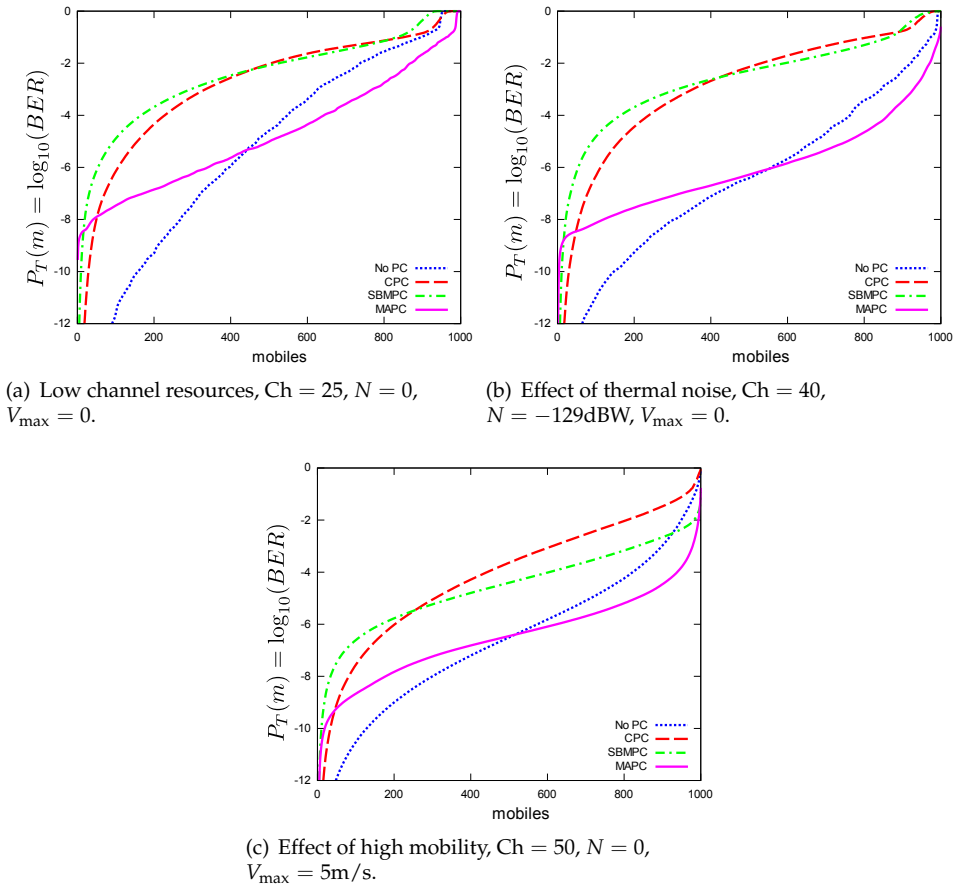 0
-2
-4
-6
-8
-10
-12
0 200 400 600 800 1000
mobiles
P_T(m) = log₁₀(BER)
No PC
CPC
SBMPC
MAPC
(a) Low channel resources, Ch = 25, N = 0,
V_max = 0.
0
-2
-4
-6
-8
-10
-12
0 200 400 600 800 1000
mobiles
P_T(m) = log₁₀(BER)
No PC
CPC
SBMPC
MAPC
(b) Effect of thermal noise, Ch = 40,
N = −129dBW, V_max = 0.
0
-2
-4
-6
-8
-10
-12
0 200 400 600 800 1000
mobiles
P_T(m) = log₁₀(BER)
No PC
CPC
SBMPC
MAPC
(c) Effect of high mobility, Ch = 50, N = 0,
V_max = 5m/s.